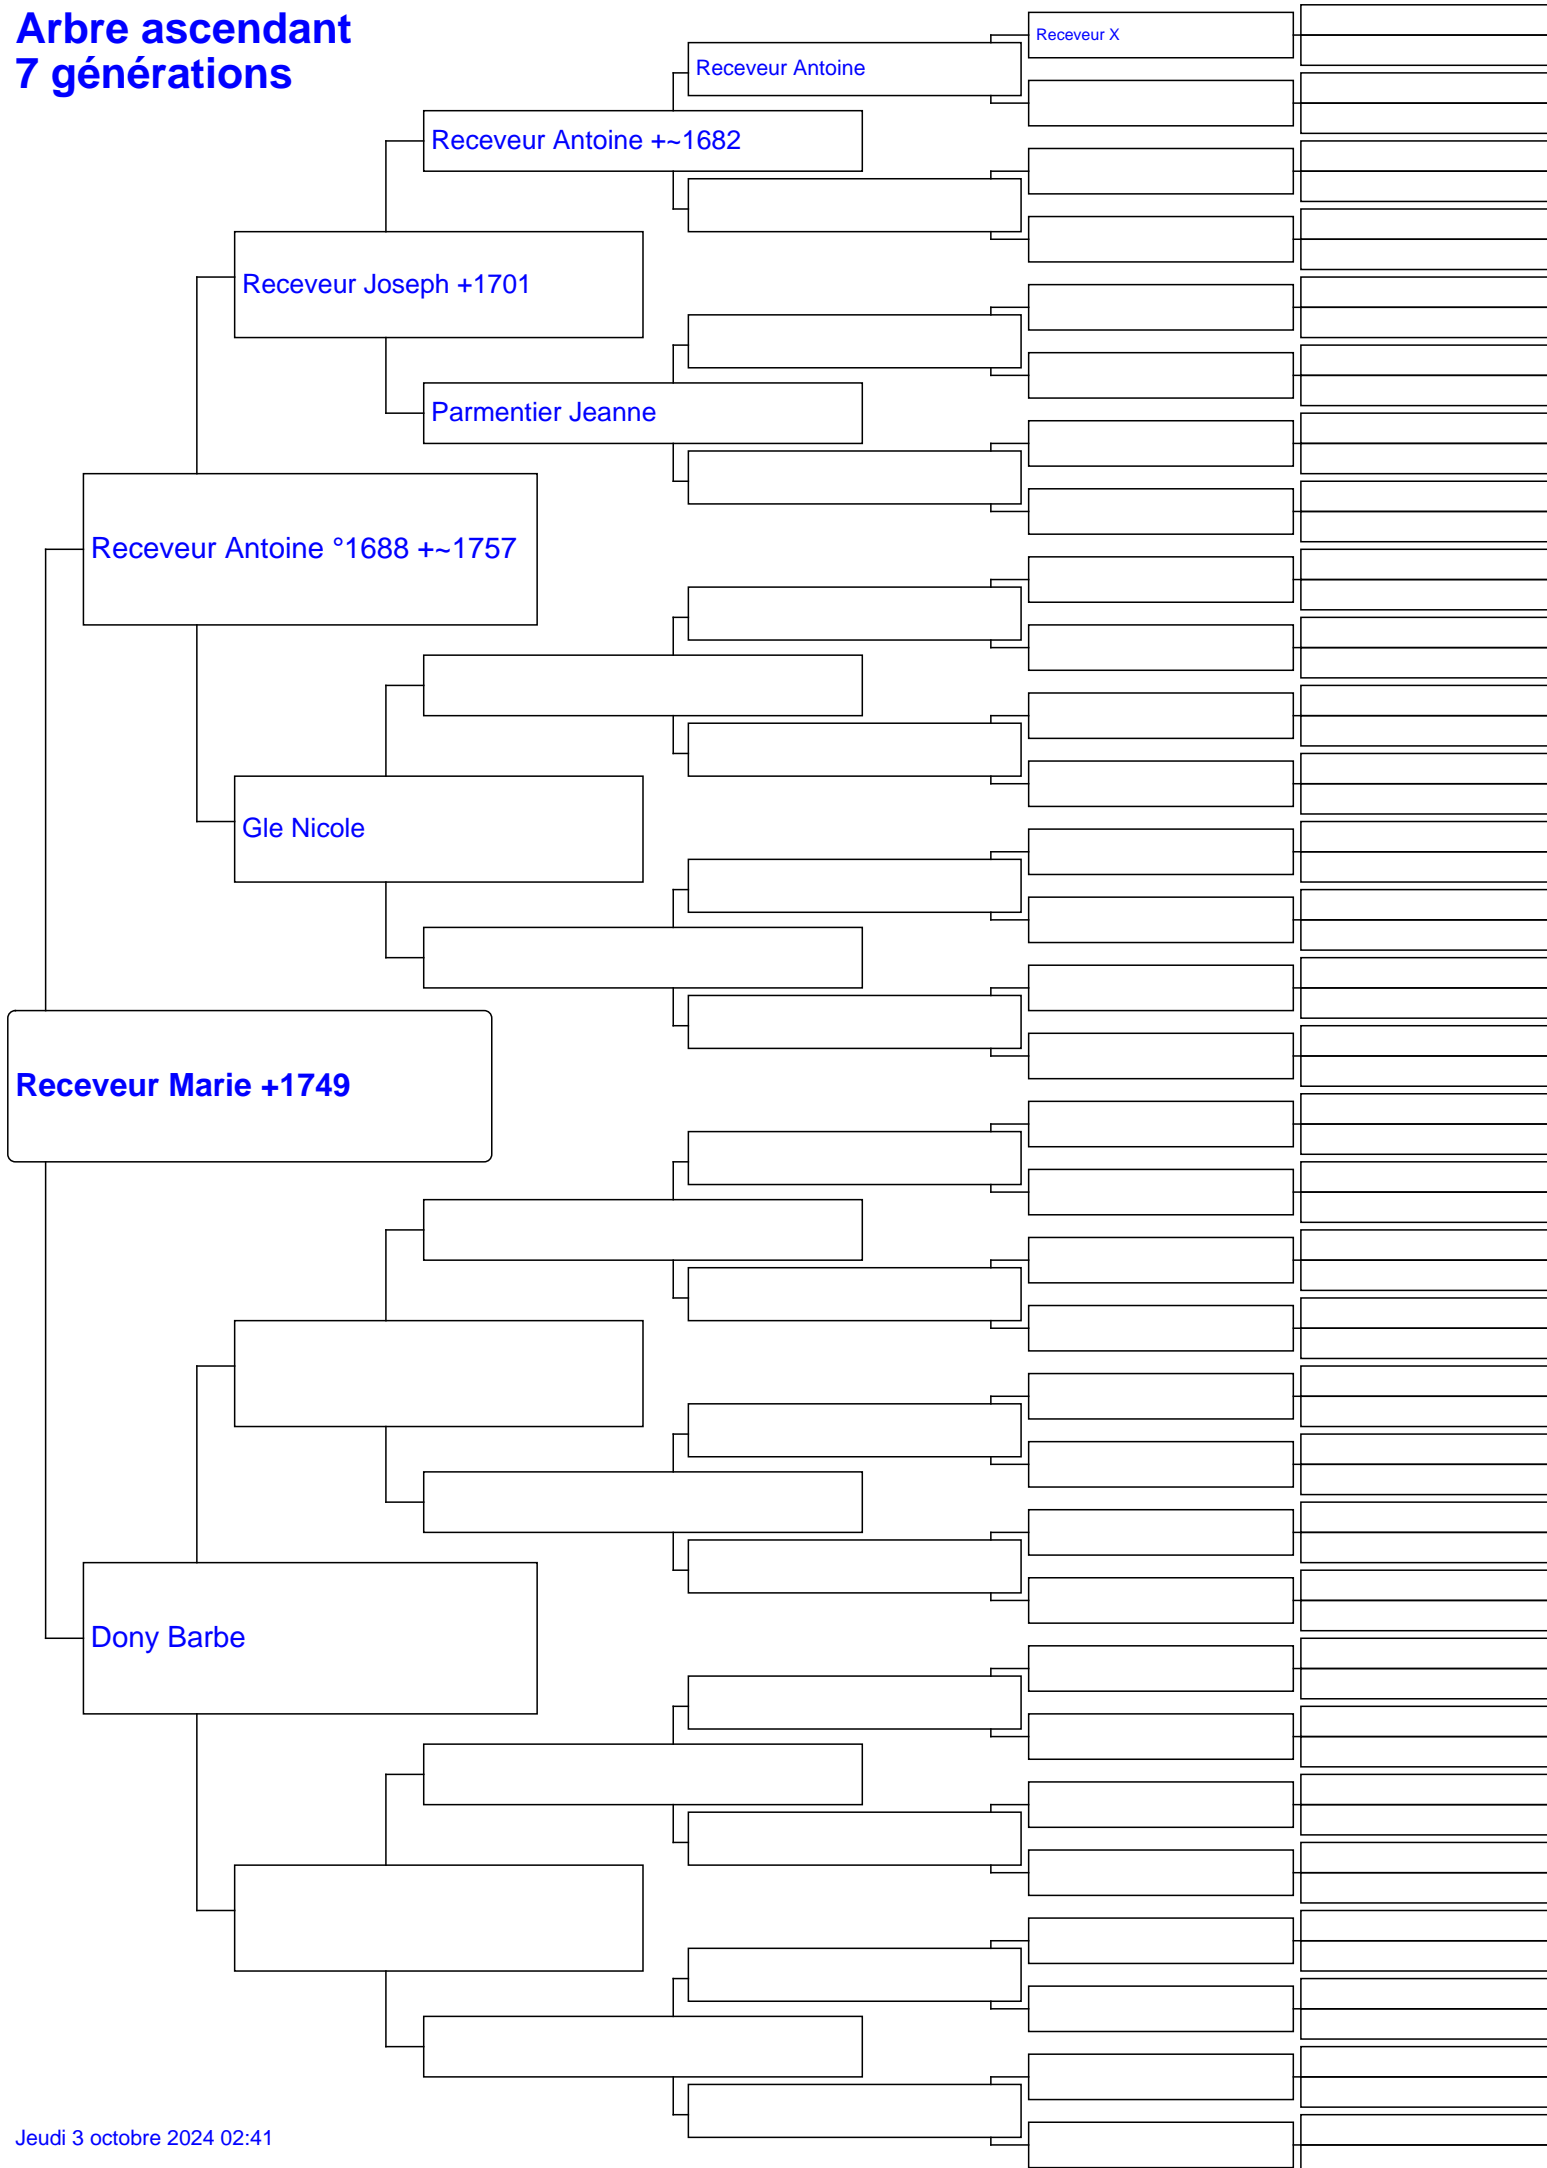 Arbre ascendant
7 générations
Receveur X
Receveur Antoine
Receveur Antoine +~1682
Receveur Joseph +1701
Parmentier Jeanne
Receveur Antoine °1688 +~1757
Gle Nicole
Receveur Marie +1749
Dony Barbe
Jeudi 3 octobre 2024 02:41